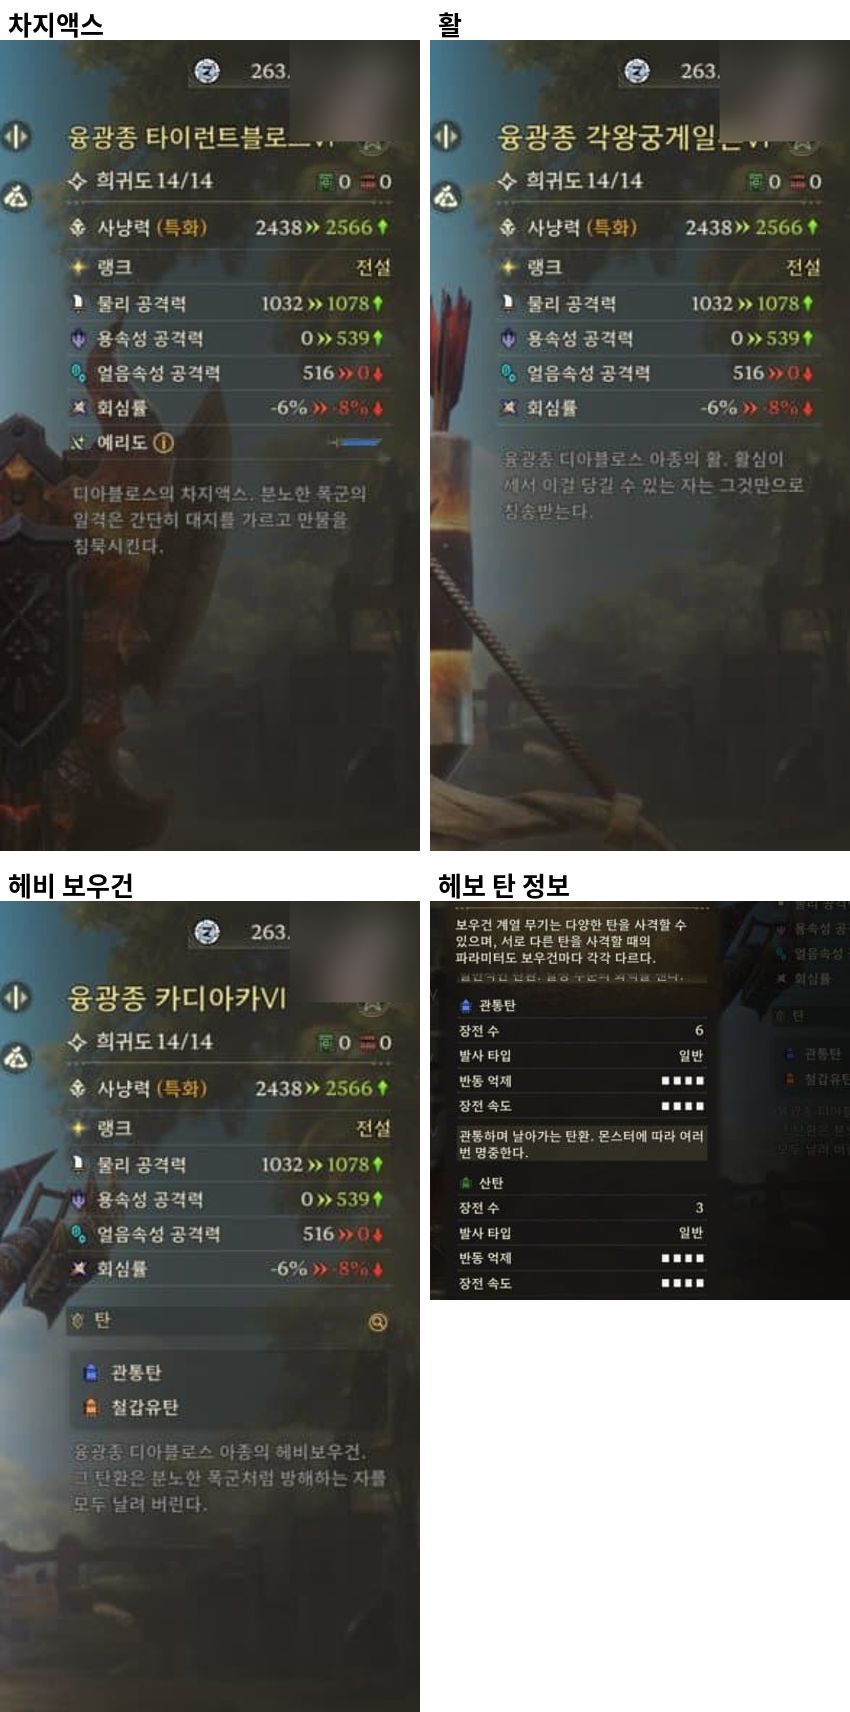 차지액스
263.
융광종 타이런트블로
희귀도 14/14
0 0
사냥력 (특화) 2438 » 2566
랭크 전설
물리 공격력 1032 » 1078
용속성 공격력 0 » 539
얼음속성 공격력 516 » 0
회심률 -6% » -8%
예리도
디아블로스의 차지액스. 분노한 폭군의
일격은 간단히 대지를 가르고 만물을
침묵시킨다.
활
263.
융광종 각왕궁게일
희귀도 14/14
0 0
사냥력 (특화) 2438 » 2566
랭크 전설
물리 공격력 1032 » 1078
용속성 공격력 0 » 539
얼음속성 공격력 516 » 0
회심률 -6% » -8%
융광종 디아블로스 아종의 활. 활심이
세서 이걸 당길 수 있는 자는 그것만으로
칭송받는다.
헤비 보우건
263.
융광종 카디아카VI
희귀도 14/14
0 0
사냥력 (특화) 2438 » 2566
랭크 전설
물리 공격력 1032 » 1078
용속성 공격력 0 » 539
얼음속성 공격력 516 » 0
회심률 -6% » -8%
탄
관통탄
철갑유탄
융광종 디아블로스 아종의 헤비보우건.
그 탄환은 분노한 폭군처럼 방해하는 자를
모두 날려 버린다.
헤보 탄 정보
보우건 계열 무기는 다양한 탄을 사격할 수
있으며, 서로 다른 탄을 사격할 때의
파라미터도 보우건마다 각각 다르다.
관통탄
장전 수 6
발사 타입 일반
반동 억제 ■■■■
장전 속도 ■■■■
관통하며 날아가는 탄환. 몬스터에 따라 여러
번 명중한다.
산탄
장전 수 3
발사 타입 일반
반동 억제 ■■■■
장전 속도 ■■■■
용속성 공
얼음속성
회심률
탄
관통탄
철갑유탄